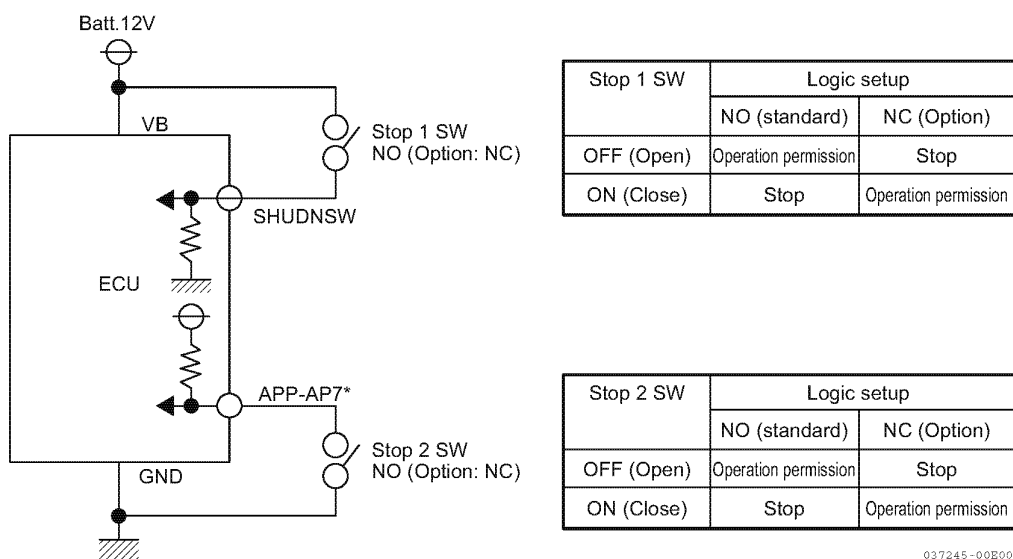 Batt.12V
VB
Stop 1 SW
NO (Option: NC)
SHUDNSW
ECU
APP-AP7*
Stop 2 SW
NO (Option: NC)
GND
Stop 1 SW Logic setup
NO (standard) NC (Option)
OFF (Open) Operation permission Stop
ON (Close) Stop Operation permission
Stop 2 SW Logic setup
NO (standard) NC (Option)
OFF (Open) Operation permission Stop
ON (Close) Stop Operation permission
037245-00E00